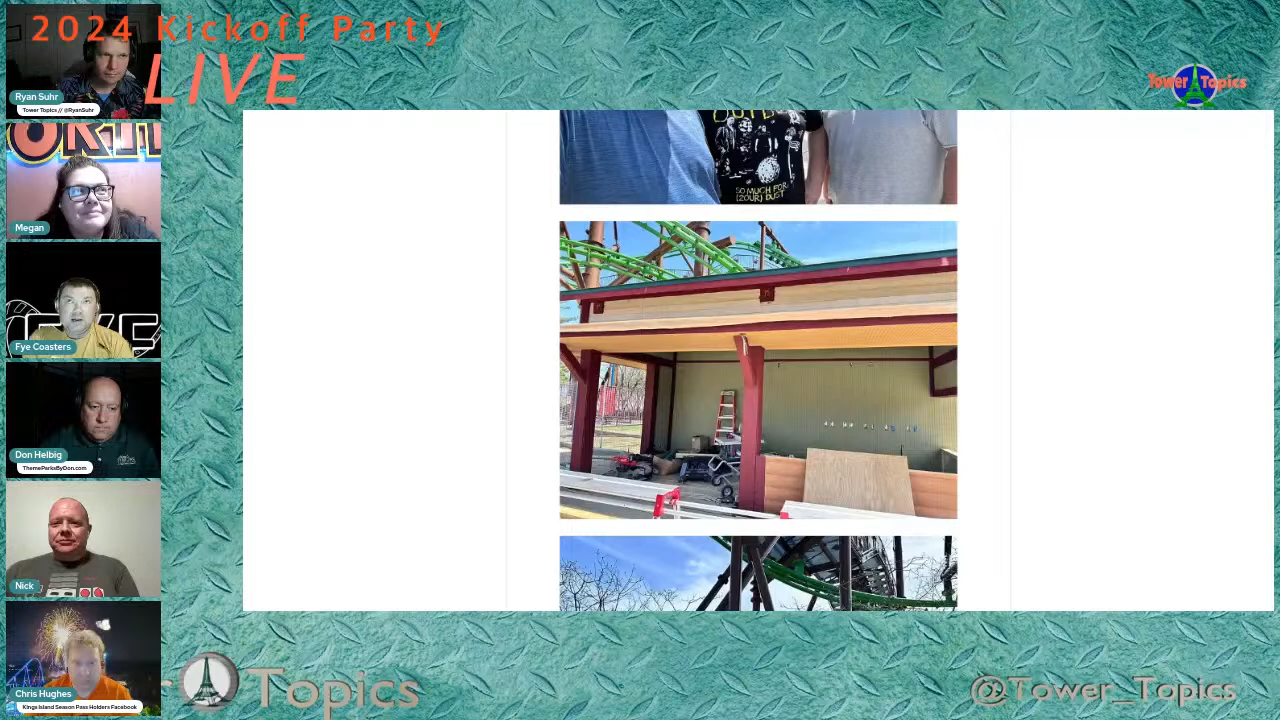 2024 Kickoff Party
LIVE
Tower Topics
Ryan Suhr
Tower Topics // @RyanSuhr
Megan
Fye Coasters
Don Helbig
ThemeParksByDon.com
Nick
Chris Hughes
Kings Island Season Pass Holders Facebook
SO MUCH FOR
(2OUR) DUST
Topics
@Tower_Topics